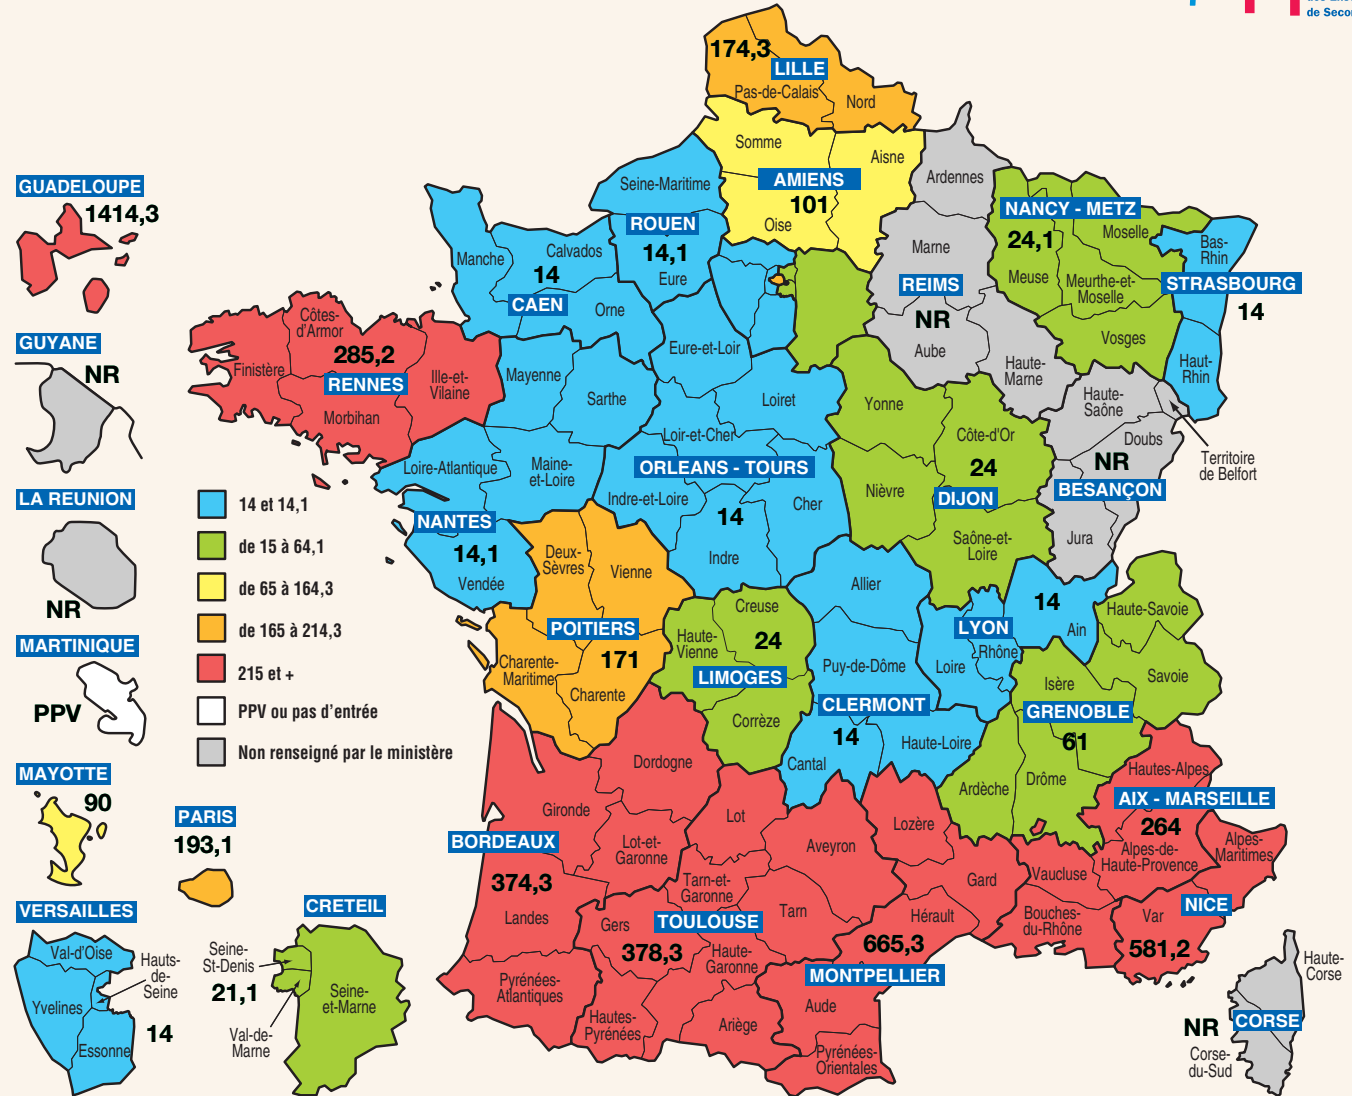 de Secon
174,3
LILLE
Pas-de-Calais
Nord
Somme
Aisne
AMIENS
101
Oise
Seine-Maritime
ROUEN
14,1
Eure
Ardennes
Marne
REIMS
NR
Aube
Haute-
Marne
NANCY - METZ
24,1
Moselle
Meuse
Meurthe-et-
Moselle
Vosges
Bas-
Rhin
STRASBOURG
14
Haut-
Rhin
GUADELOUPE
1414,3
GUYANE
NR
LA REUNION
NR
MARTINIQUE
PPV
MAYOTTE
90
PARIS
193,1
Manche
Calvados
14
CAEN
Orne
Côtes-
d'Armor
285,2
Finistère
RENNES
Ille-et-
Vilaine
Morbihan
Mayenne
Sarthe
Loire-Atlantique
Maine-
et-Loire
NANTES
14,1
Vendée
Eure-et-Loir
Loiret
Loir-et-Cher
ORLEANS - TOURS
Indre-et-Loire
Cher
14
Indre
Yonne
Côte-d'Or
24
Nièvre
DIJON
Saône-et-
Loire
Haute-
Saône
Doubs
NR
BESANÇON
Jura
Territoire
de Belfort
14 et 14,1
de 15 à 64,1
de 65 à 164,3
de 165 à 214,3
215 et +
PPV ou pas d'entrée
Non renseigné par le ministère
Deux-
Sèvres
Vienne
POITIERS
171
Charente-
Maritime
Charente
Creuse
Haute-
Vienne
24
LIMOGES
Corrèze
Allier
Puy-de-Dôme
CLERMONT
14
Haute-Loire
Cantal
14
Ain
LYON
Rhône
Loire
Haute-Savoie
Savoie
Isère
GRENOBLE
61
Ardèche
Drôme
Dordogne
Gironde
BORDEAUX
Lot-et-
Garonne
374,3
Landes
Pyrénées-
Atlantiques
Lot
Aveyron
Tarn-et-
Garonne
Tarn
Gers
TOULOUSE
378,3
Haute-
Garonne
Hautes-
Pyrénées
Ariège
Lozère
Gard
Hérault
665,3
MONTPELLIER
Aude
Pyrénées-
Orientales
Hautes-Alpes
AIX - MARSEILLE
264
Alpes-de-
Haute-Provence
Vaucluse
Bouches-
du-Rhône
Alpes-
Maritimes
NICE
Var
581,2
Haute-
Corse
NR
CORSE
Corse-
du-Sud
VERSAILLES
Val-d'Oise
Hauts-
de-
Seine
Yvelines
14
Essonne
CRETEIL
Seine-
St-Denis
21,1
Seine-
et-Marne
Val-de-
Marne